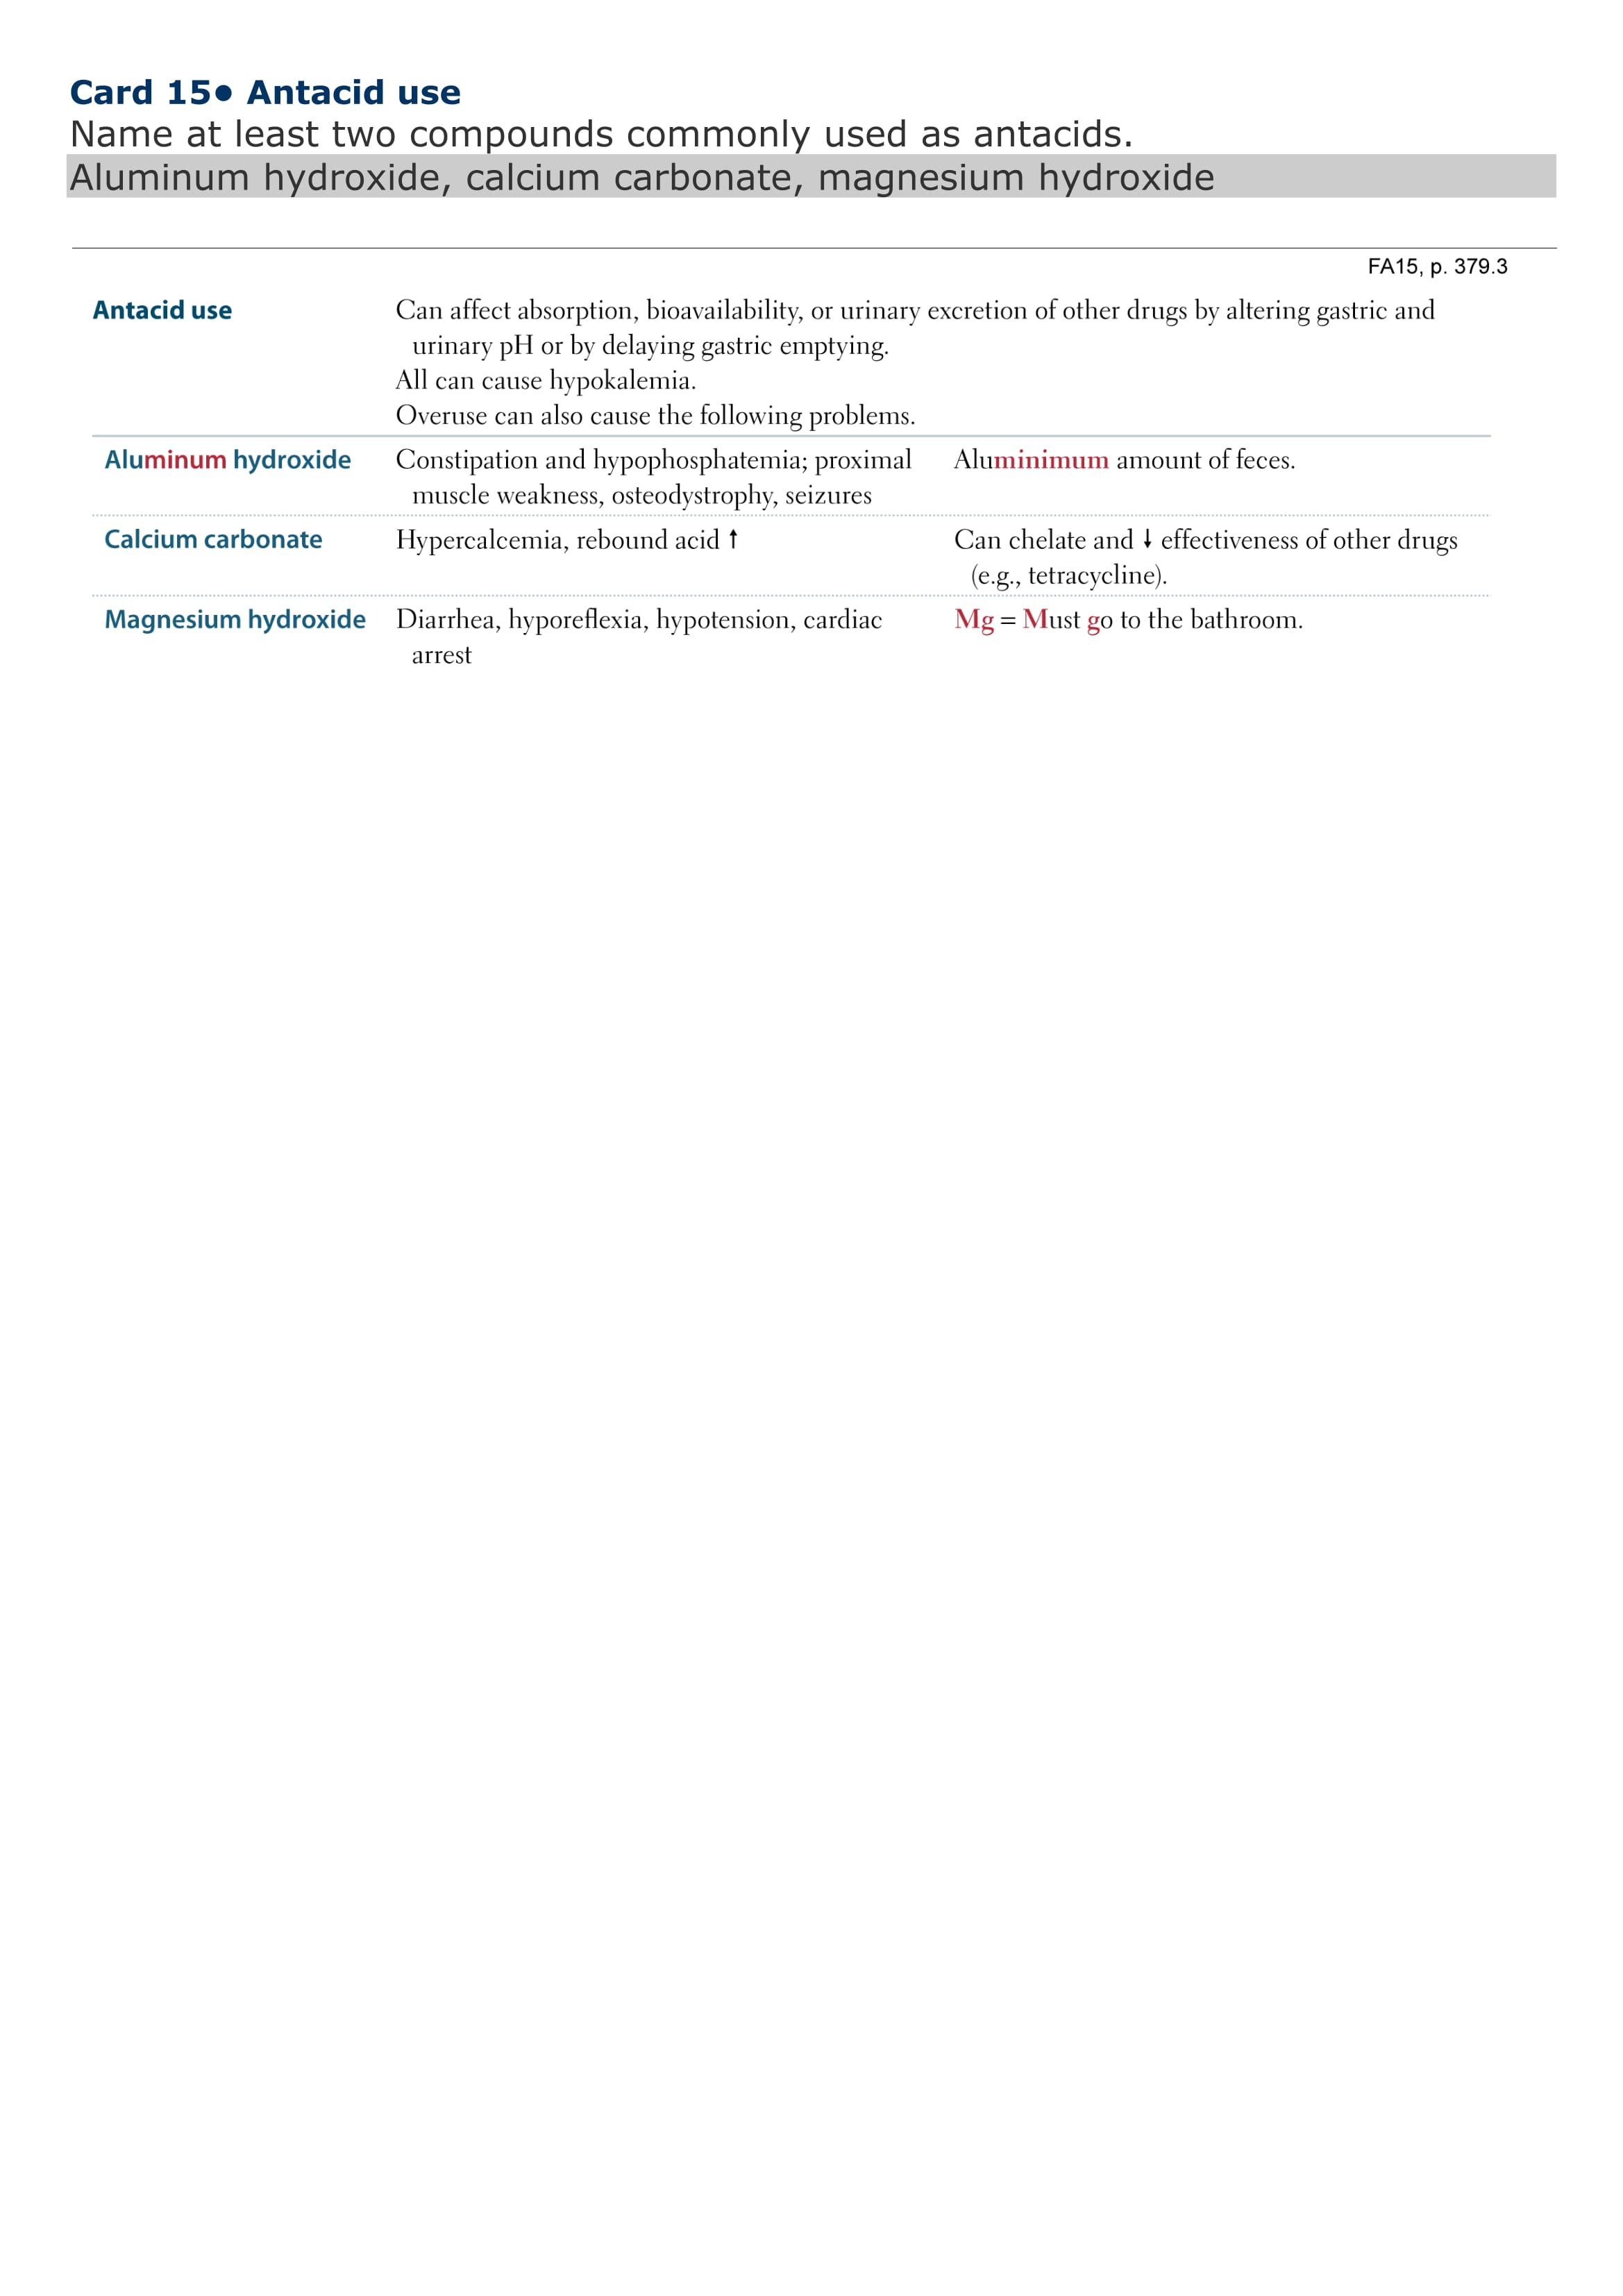 Card 15● Antacid use
Name at least two compounds commonly used as antacids.
Aluminum hydroxide, calcium carbonate, magnesium hydroxide
FA15, p. 379.3
Antacid use
Can affect absorption, bioavailability, or urinary excretion of other drugs by altering gastric and
urinary pH or by delaying gastric emptying.
All can cause hypokalemia.
Overuse can also cause the following problems.
Aluminum hydroxide
Constipation and hypophosphatemia; proximal
muscle weakness, osteodystrophy, seizures
Aluminimum amount of feces.
Calcium carbonate
Hypercalcemia, rebound acid ↑
Can chelate and ↓ effectiveness of other drugs
(e.g., tetracycline).
Magnesium hydroxide
Diarrhea, hyporeflexia, hypotension, cardiac
arrest
Mg = Must go to the bathroom.